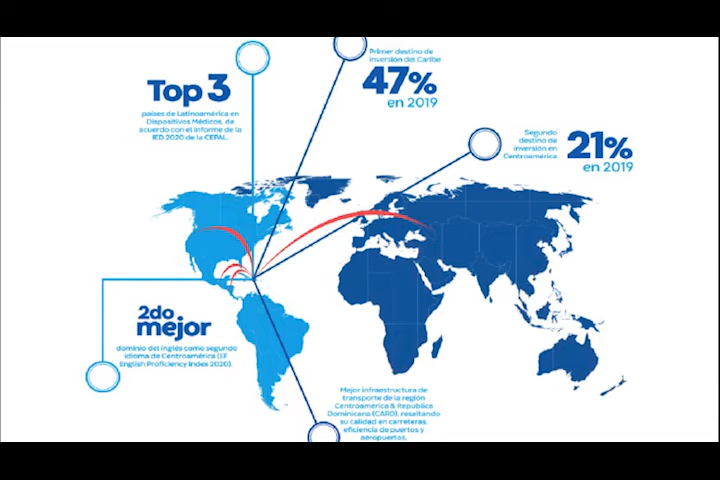 Primer destino de
inversión del Caribe
47%
en 2019
Top 3
países de Latinoamérica en
Dispositivos Médicos, de
acuerdo con el informe de la
IED 2020 de la CEPAL.
Segundo
destino de
inversión en
Centroamérica
21%
en 2019
2do
mejor
dominio del inglés como segundo
idioma de Centroamérica (EF
English Proficiency Index 2020).
Mejor infraestructura de
transporte de la región
Centroamérica & República
Dominicana (CARD), resaltando
su calidad en carreteras,
eficiencia de puertos y
aeropuertos.